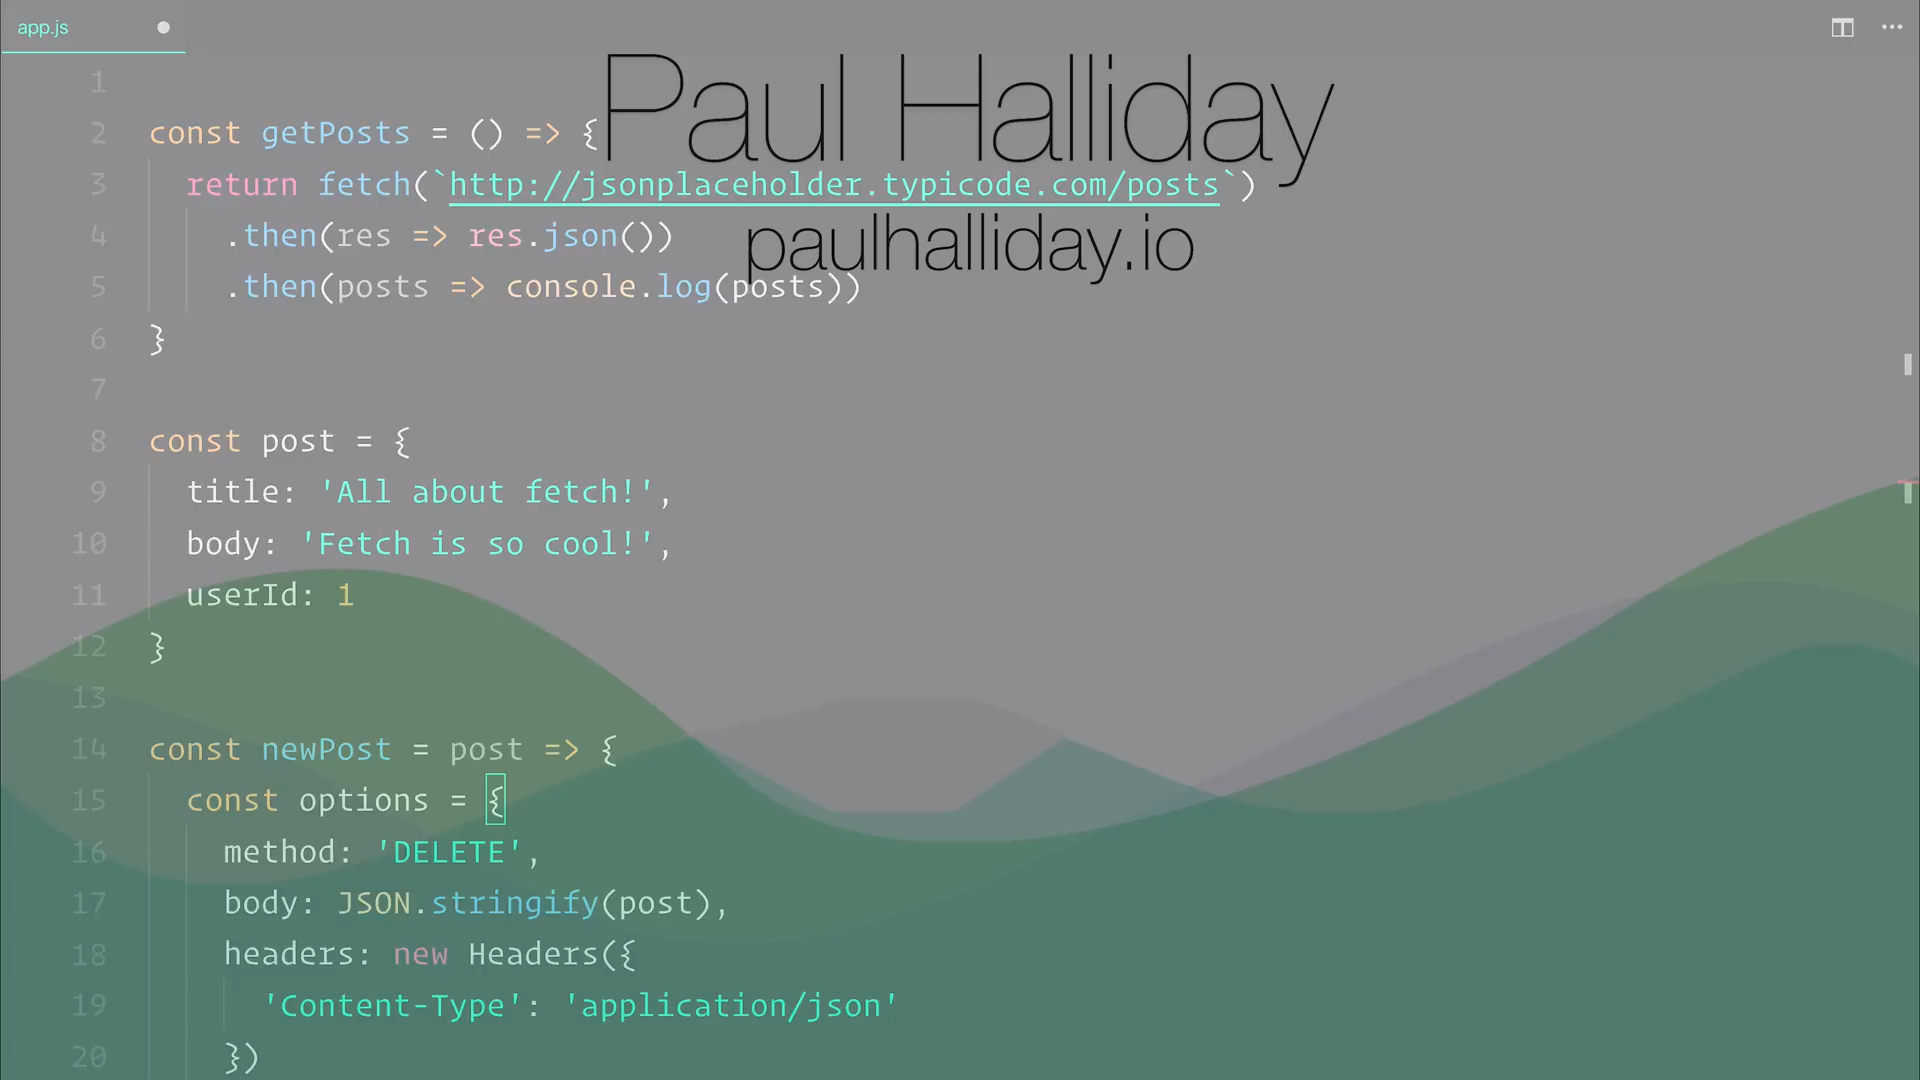 app.js
Paul Halliday
paulhalliday.io
1
2 const getPosts = () => {
3 return fetch(`http://jsonplaceholder.typicode.com/posts`)
4 .then(res => res.json())
5 .then(posts => console.log(posts))
6 }
7
8 const post = {
9 title: 'All about fetch!',
10 body: 'Fetch is so cool!',
11 userId: 1
12 }
13
14 const newPost = post => {
15 const options = {
16 method: 'DELETE',
17 body: JSON.stringify(post),
18 headers: new Headers({
19 'Content-Type': 'application/json'
20 })